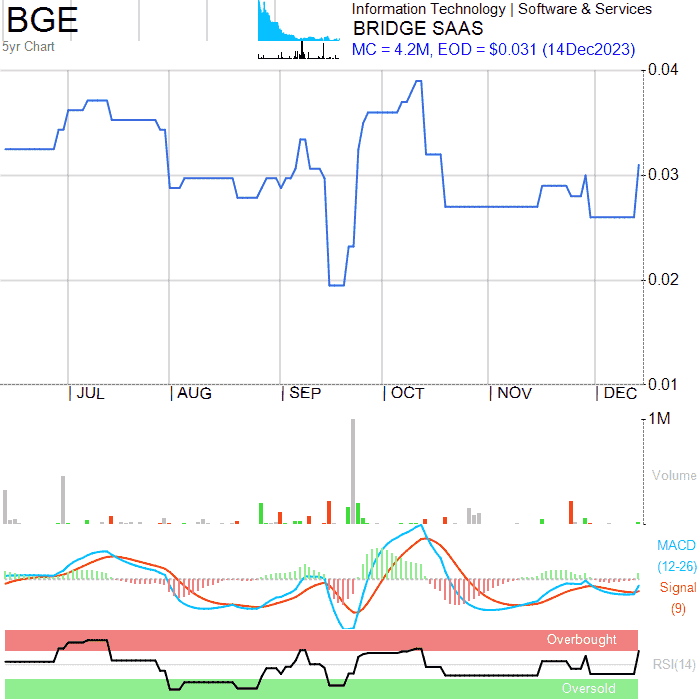 BGE
5yr Chart
Information Technology | Software & Services
BRIDGE SAAS
MC = 4.2M, EOD = $0.031 (14Dec2023)
0.04
0.03
0.02
0.01
JUL
AUG
SEP
OCT
NOV
DEC
1M
Volume
MACD
(12-26)
Signal
(9)
Overbought
RSI(14)
Oversold